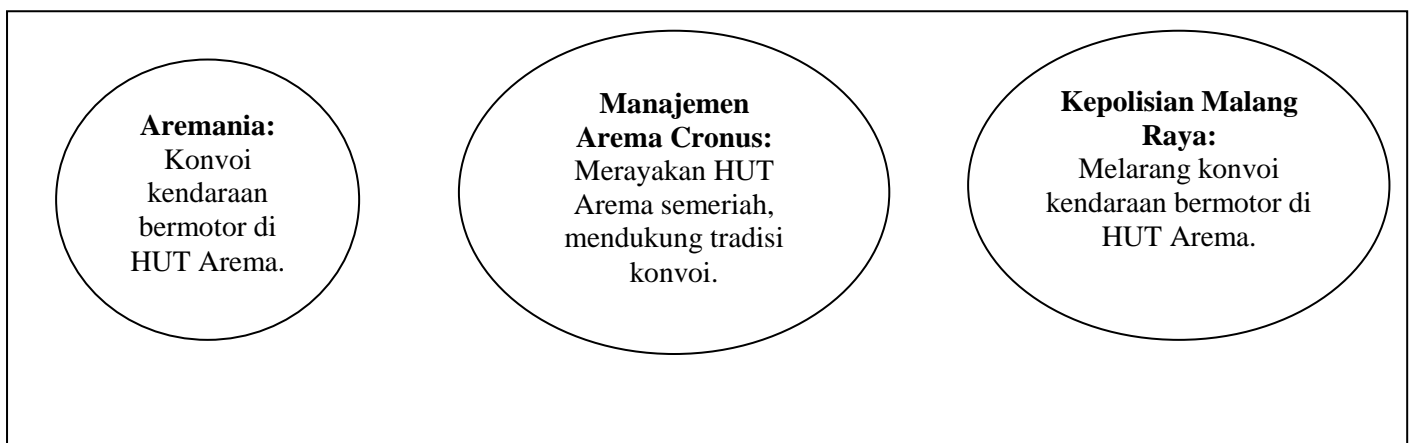 Aremania:
Konvoi
kendaraan
bermotor di
HUT Arema.
Manajemen
Arema Cronus:
Merayakan HUT
Arema semeriah,
mendukung tradisi
konvoi.
Kepolisian Malang
Raya:
Melarang konvoi
kendaraan bermotor di
HUT Arema.